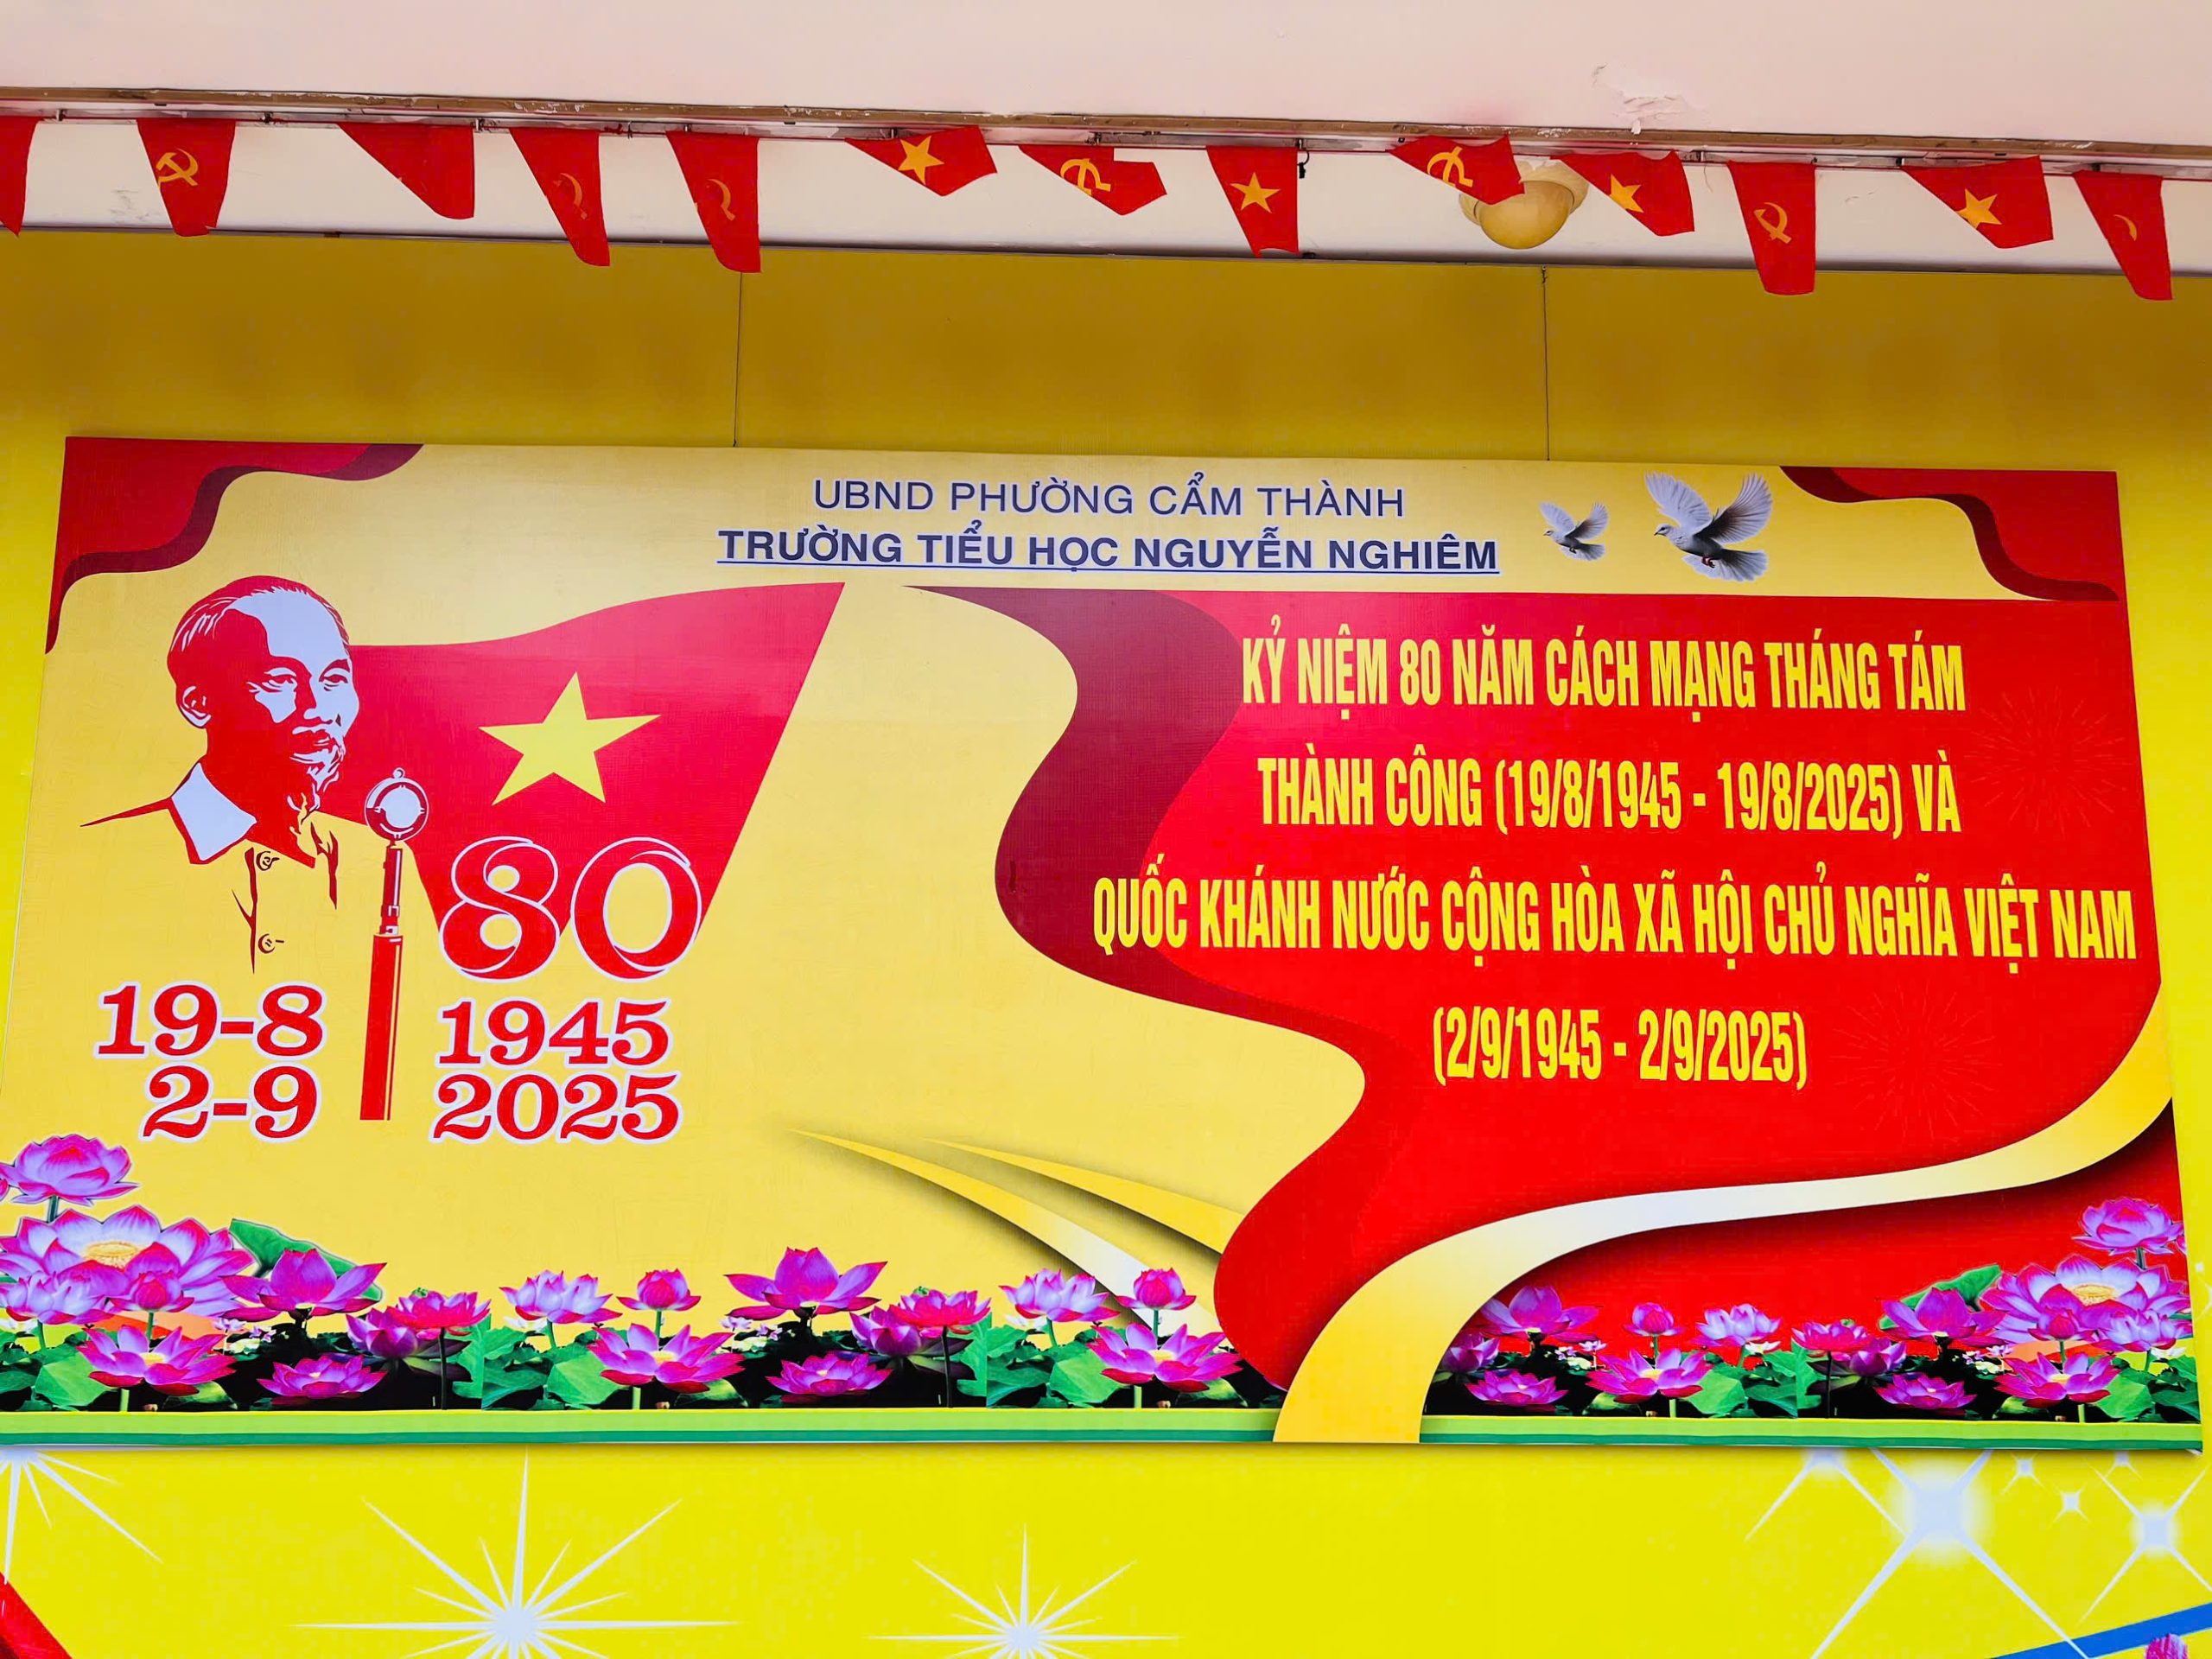 UBND PHƯỜNG CẨM THÀNH
TRƯỜNG TIỂU HỌC NGUYỄN NGHIÊM
KỶ NIỆM 80 NĂM CÁCH MẠNG THÁNG TÁM
THÀNH CÔNG (19/8/1945 - 19/8/2025) VÀ
QUỐC KHÁNH NƯỚC CỘNG HÒA XÃ HỘI CHỦ NGHĨA VIỆT NAM
(2/9/1945 - 2/9/2025)
80
19-8
2-9
1945
2025